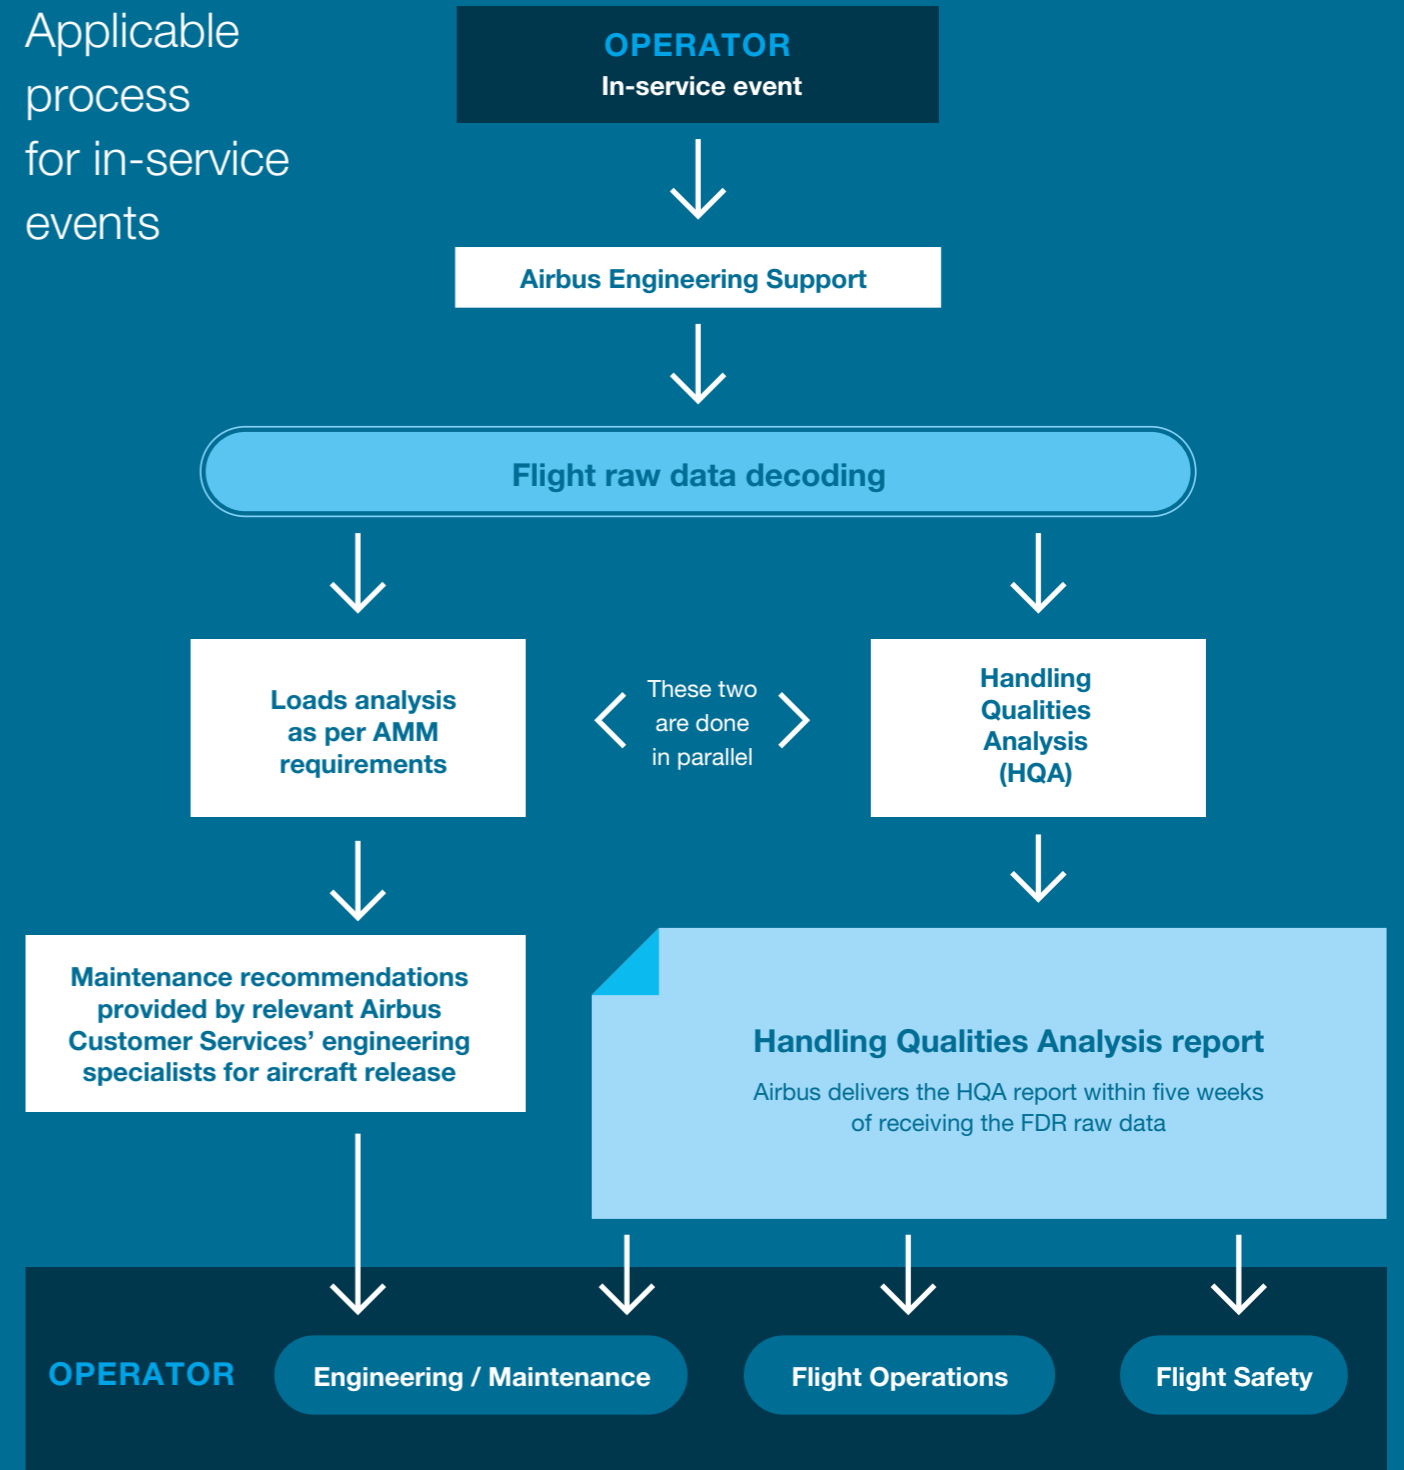 Applicable
process
for in-service
events
OPERATOR
In-service event
Airbus Engineering Support
Flight raw data decoding
Loads analysis
as per AMM
requirements
These two
are done
in parallel
Handling
Qualities
Analysis
(HQA)
Maintenance recommendations
provided by relevant Airbus
Customer Services’ engineering
specialists for aircraft release
Handling Qualities Analysis report
Airbus delivers the HQA report within five weeks
of receiving the FDR raw data
OPERATOR
Engineering / Maintenance
Flight Operations
Flight Safety